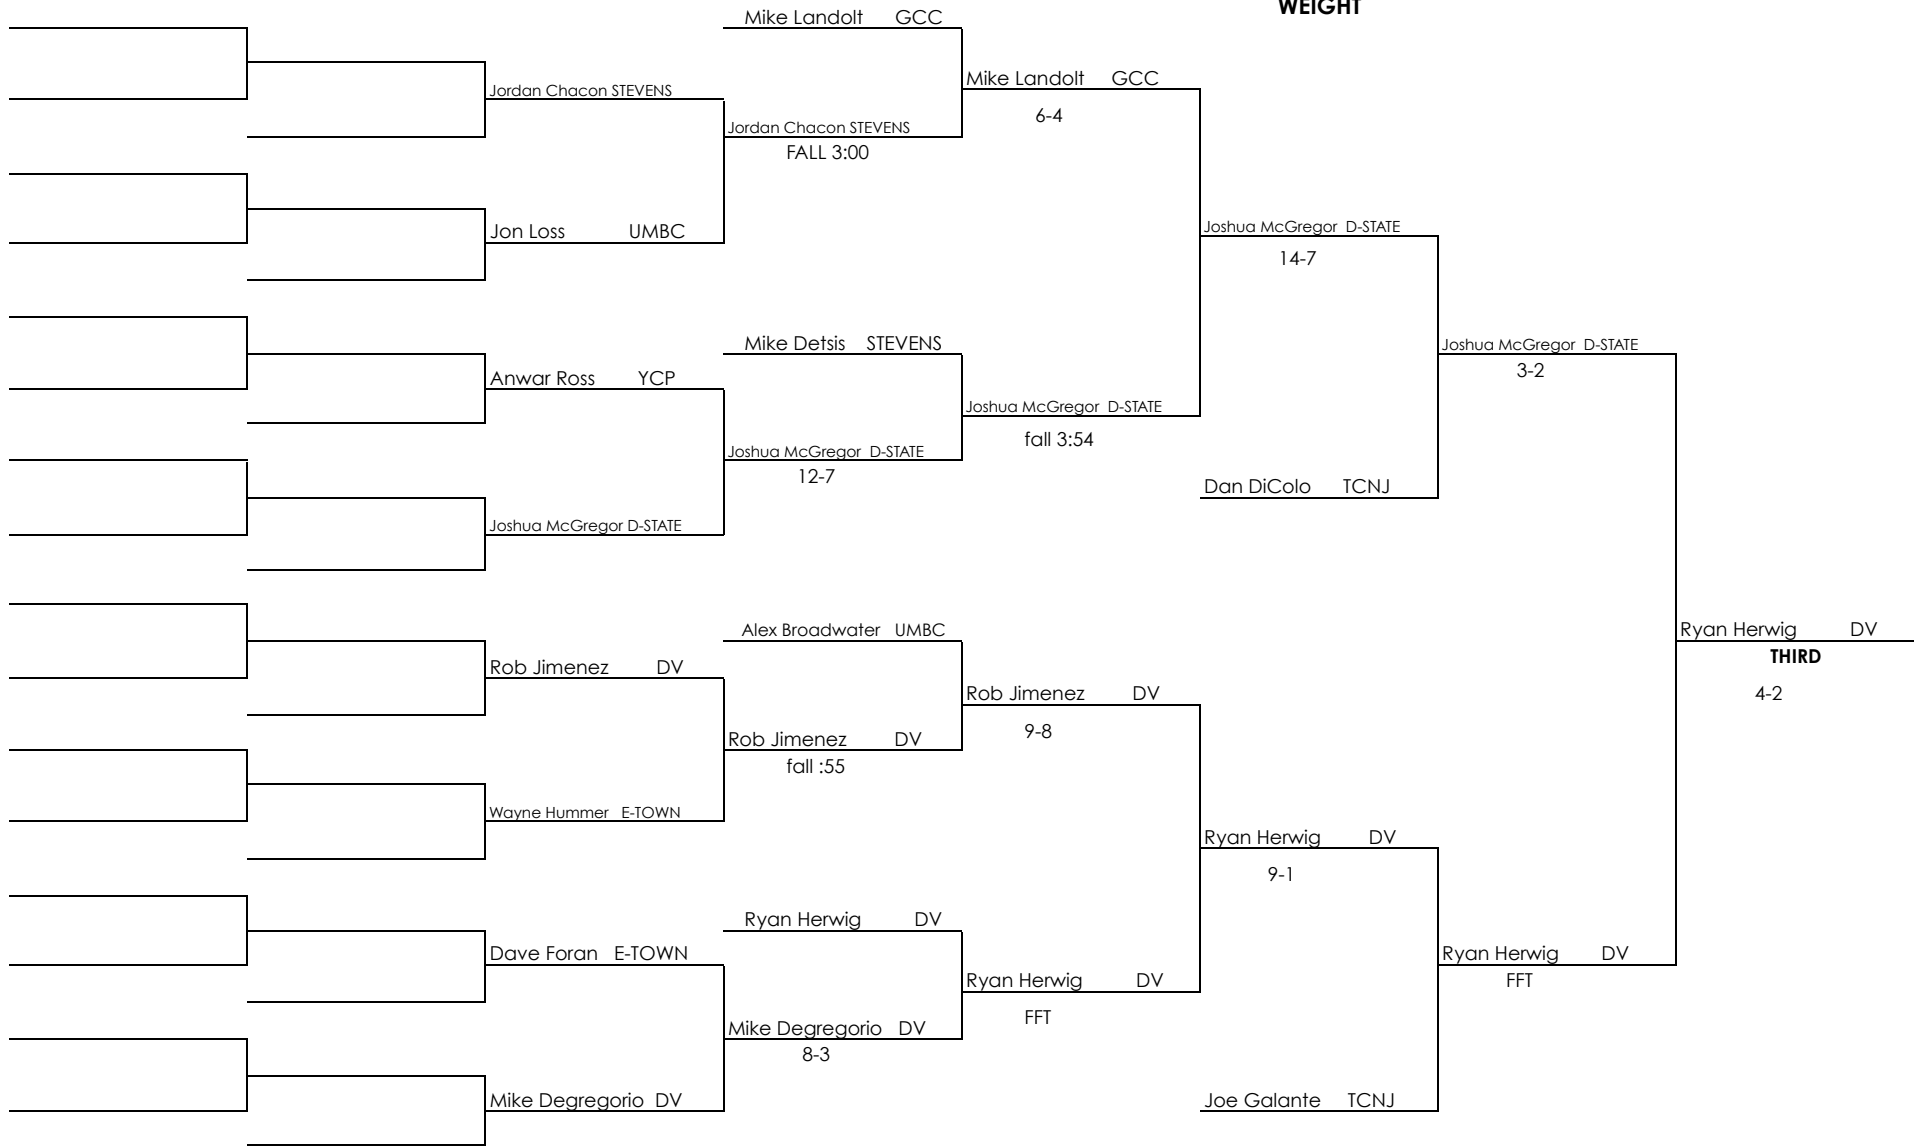 WEIGHT
Mike Landolt GCC
Mike Landolt GCC
Jordan Chacon STEVENS
6-4
Jordan Chacon STEVENS
FALL 3:00
Jon Loss UMBC
Joshua McGregor D-STATE
14-7
Mike Detsis STEVENS
Joshua McGregor D-STATE
3-2
Anwar Ross YCP
Joshua McGregor D-STATE
fall 3:54
Joshua McGregor D-STATE
12-7
Dan DiColo TCNJ
Joshua McGregor D-STATE
Alex Broadwater UMBC
Ryan Herwig DV
THIRD
4-2
Rob Jimenez DV
Rob Jimenez DV
9-8
Rob Jimenez DV
fall :55
Wayne Hummer E-TOWN
Ryan Herwig DV
9-1
Ryan Herwig DV
Dave Foran E-TOWN
Ryan Herwig DV
FFT
Ryan Herwig DV
FFT
Mike Degregorio DV
8-3
Mike Degregorio DV
Joe Galante TCNJ